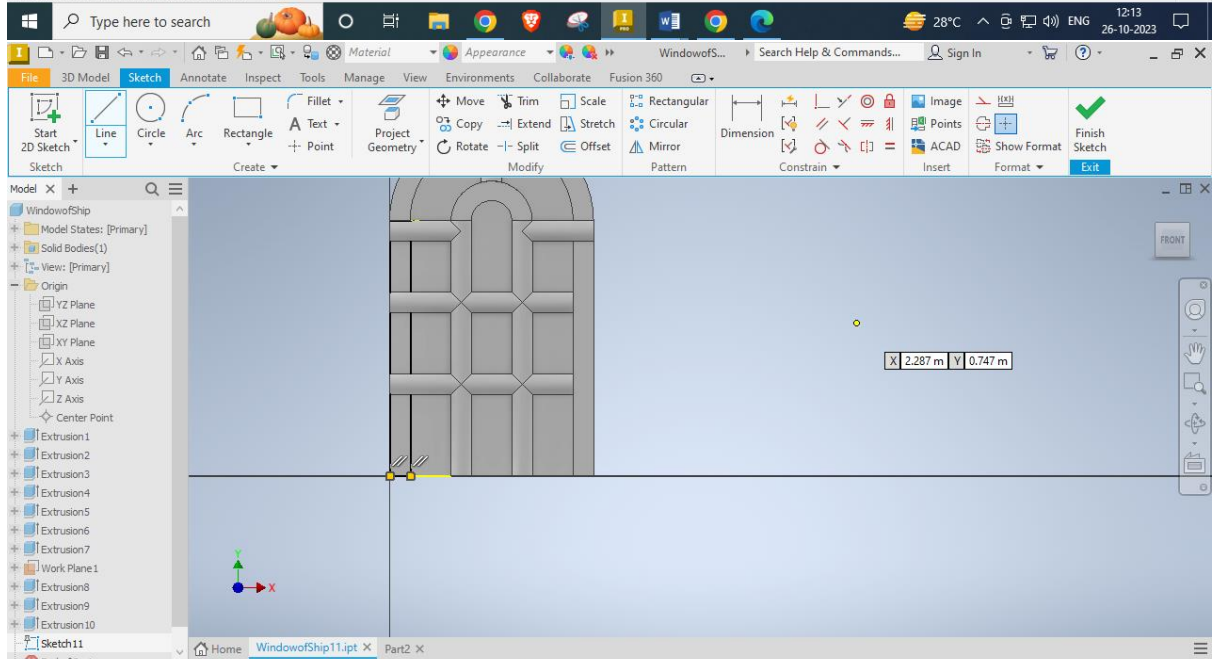 Type here to search
28°C
ENG
12:13
26-10-2023
PRO
Material
Appearance
WindowofS...
Search Help & Commands...
Sign In
File 3D Model Sketch Annotate Inspect Tools Manage View Environments Collaborate Fusion 360
Start
2D Sketch
Line
Circle
Arc
Rectangle
Fillet
Text
Point
Project
Geometry
Move
Trim
Scale
Copy
Extend
Stretch
Rotate
Split
Offset
Rectangular
Circular
Mirror
Dimension
Image
Points
ACAD
Show Format
Finish
Sketch
Sketch
Create
Modify
Pattern
Constrain
Insert
Format
Exit
Model
WindowofShip
Model States: [Primary]
Solid Bodies(1)
View: [Primary]
Origin
YZ Plane
XZ Plane
XY Plane
X Axis
Y Axis
Z Axis
Center Point
Extrusion1
Extrusion2
Extrusion3
Extrusion4
Extrusion5
Extrusion6
Extrusion7
Work Plane1
Extrusion8
Extrusion9
Extrusion10
Sketch11
FRONT
X 2.287 m Y 0.747 m
Y
X
Home WindowofShip11.ipt Part2